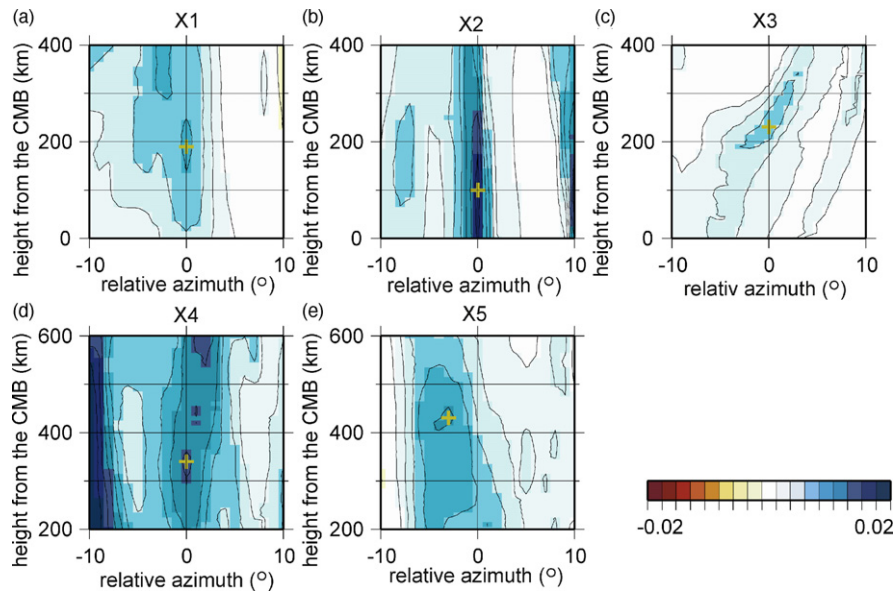 (a) X1 (b) X2 (c) X3
height from the CMB (km) 400 200 0
-10 0 10
relative azimuth (°)
height from the CMB (km) 400 200 0
-10 0 10
relative azimuth (°)
height from the CMB (km) 400 200 0
-10 0 10
relativ azimuth (°)
(d) X4 (e) X5
height from the CMB (km) 600 400 200
-10 0 10
relative azimuth (°)
height from the CMB (km) 600 400 200
-10 0 10
relative azimuth (°)
-0.02 0.02